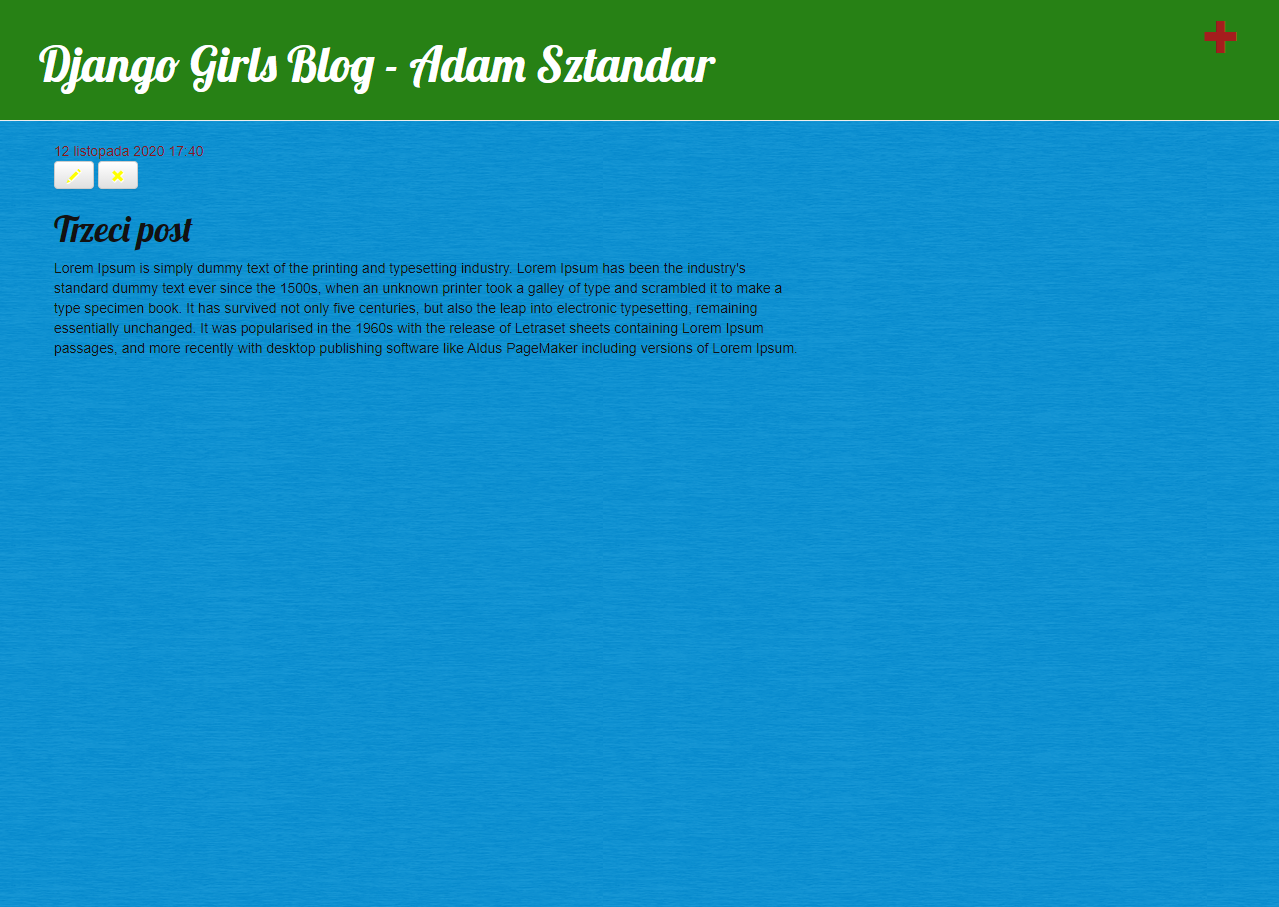 Django Girls Blog - Adam Sztandar
12 listopada 2020 17:40
Trzeci post
Lorem Ipsum is simply dummy text of the printing and typesetting industry. Lorem Ipsum has been the industry's
standard dummy text ever since the 1500s, when an unknown printer took a galley of type and scrambled it to make a
type specimen book. It has survived not only five centuries, but also the leap into electronic typesetting, remaining
essentially unchanged. It was popularised in the 1960s with the release of Letraset sheets containing Lorem Ipsum
passages, and more recently with desktop publishing software like Aldus PageMaker including versions of Lorem Ipsum.